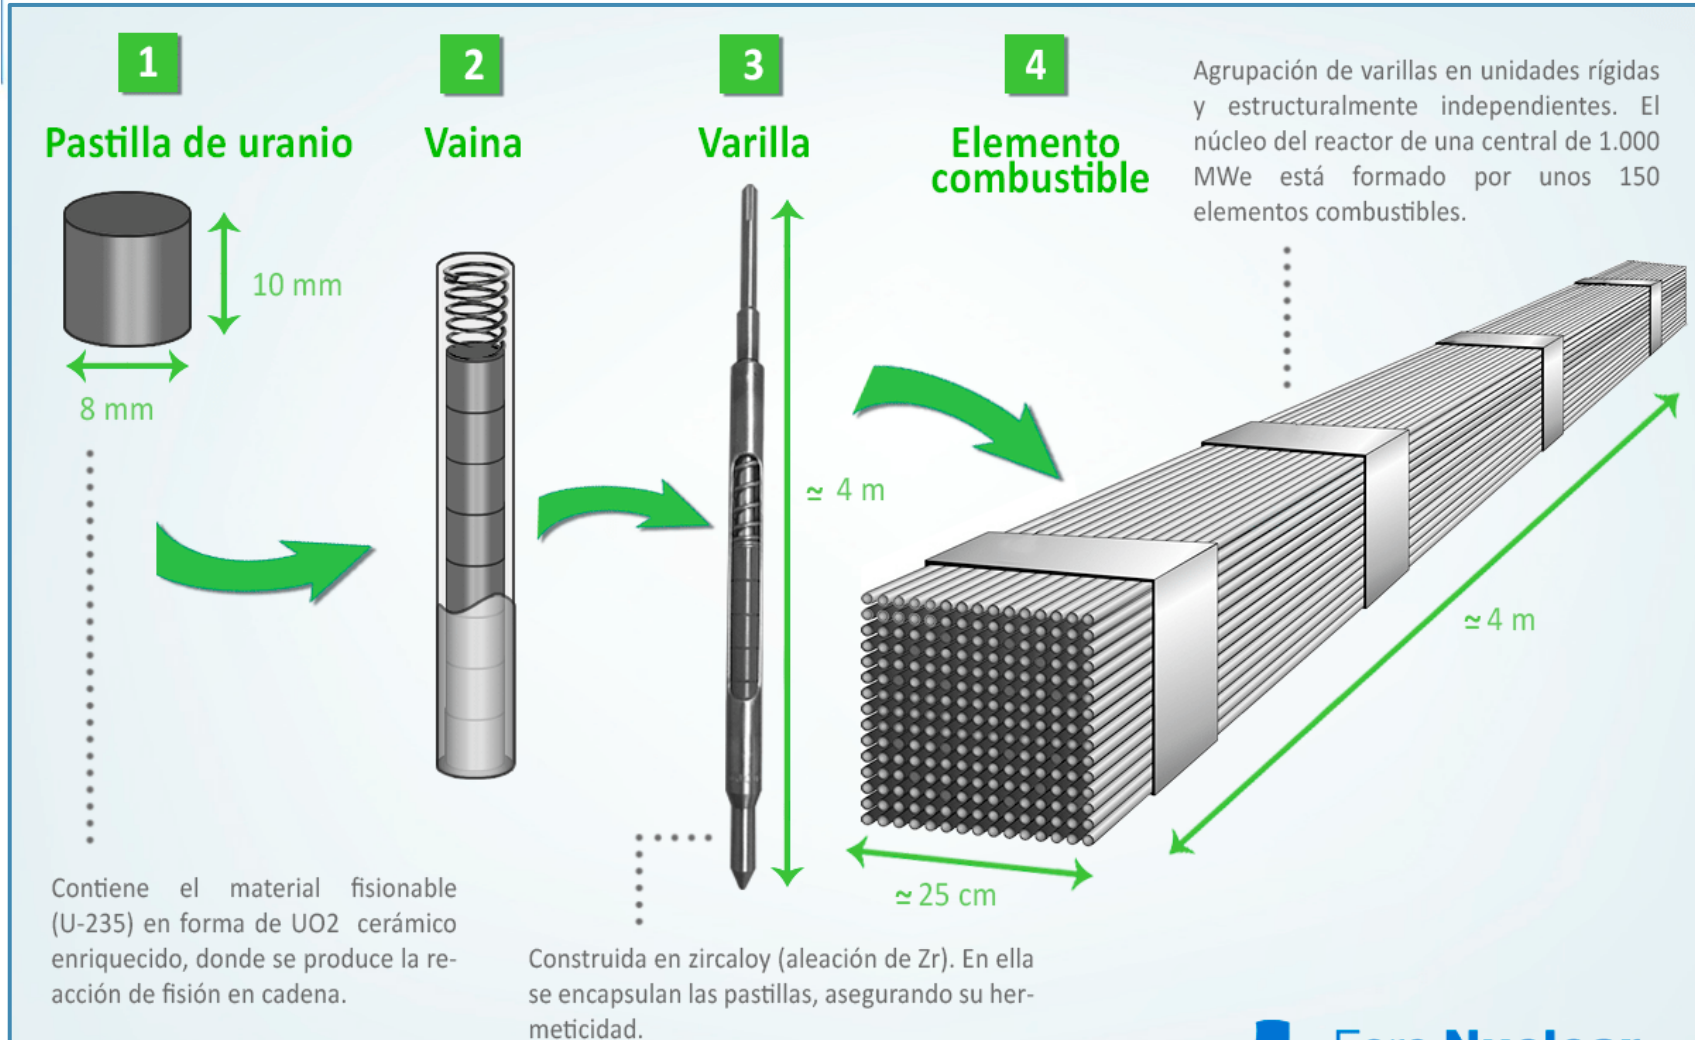 1
Pastilla de uranio
10 mm
8 mm
Contiene el material fisionable
(U-235) en forma de UO2 cerámico
enriquecido, donde se produce la re-
acción de fisión en cadena.
2
Vaina
3
Varilla
≃ 4 m
Construida en zircaloy (aleación de Zr). En ella
se encapsulan las pastillas, asegurando su her-
meticidad.
4
Elemento
combustible
Agrupación de varillas en unidades rígidas
y estructuralmente independientes. El
núcleo del reactor de una central de 1.000
MWe está formado por unos 150
elementos combustibles.
≃ 4 m
≃ 25 cm
Foro Nuclear